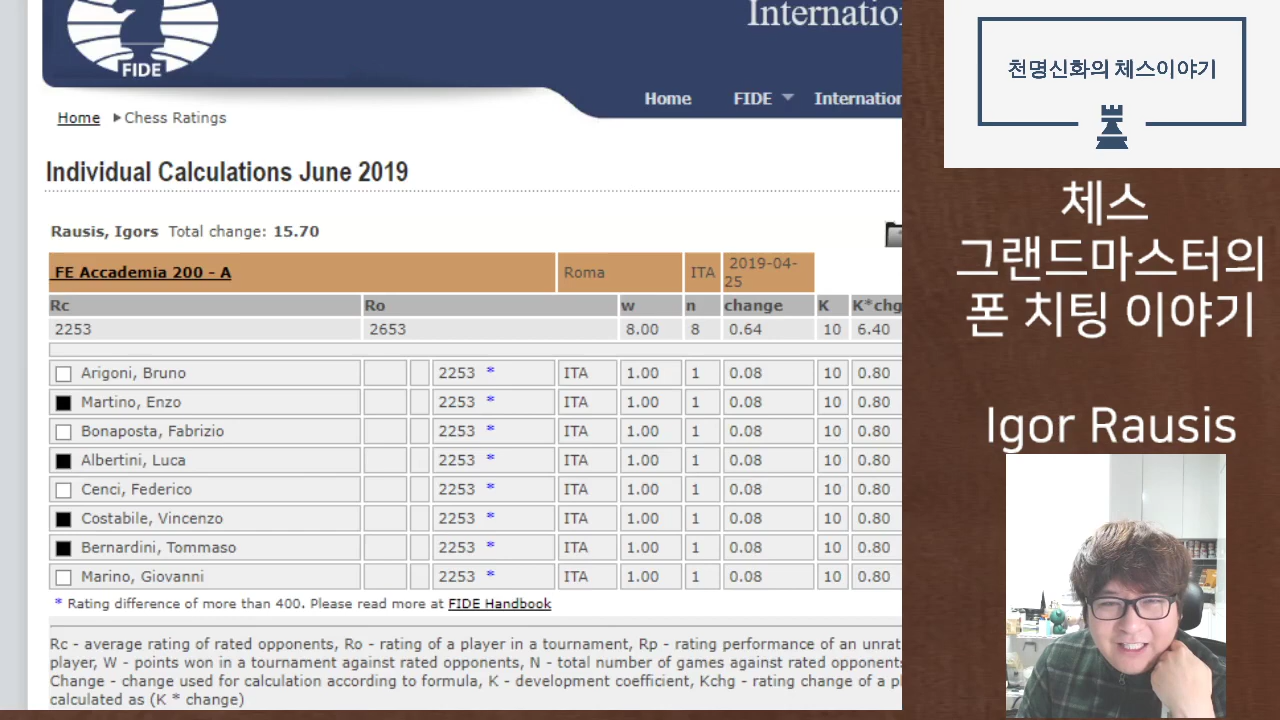 Internatio
FIDE
Home FIDE Internation
Home Chess Ratings
Individual Calculations June 2019
Rausis, Igors Total change: 15.70
FE Accademia 200 - A Roma ITA 2019-04-25
Rc Ro w n change K K*chg
2253 2653 8.00 8 0.64 10 6.40
Arigoni, Bruno 2253 * ITA 1.00 1 0.08 10 0.80
Martino, Enzo 2253 * ITA 1.00 1 0.08 10 0.80
Bonaposta, Fabrizio 2253 * ITA 1.00 1 0.08 10 0.80
Albertini, Luca 2253 * ITA 1.00 1 0.08 10 0.80
Cenci, Federico 2253 * ITA 1.00 1 0.08 10 0.80
Costabile, Vincenzo 2253 * ITA 1.00 1 0.08 10 0.80
Bernardini, Tommaso 2253 * ITA 1.00 1 0.08 10 0.80
Marino, Giovanni 2253 * ITA 1.00 1 0.08 10 0.80
* Rating difference of more than 400. Please read more at FIDE Handbook
Rc - average rating of rated opponents, Ro - rating of a player in a tournament, Rp - rating performance of an unrat
player, W - points won in a tournament against rated opponents, N - total number of games against rated opponents
Change - change used for calculation according to formula, K - development coefficient, Kchg - rating change of a pl
calculated as (K * change)
천명신화의 체스이야기
체스
그랜드마스터의
폰 치팅 이야기
Igor Rausis